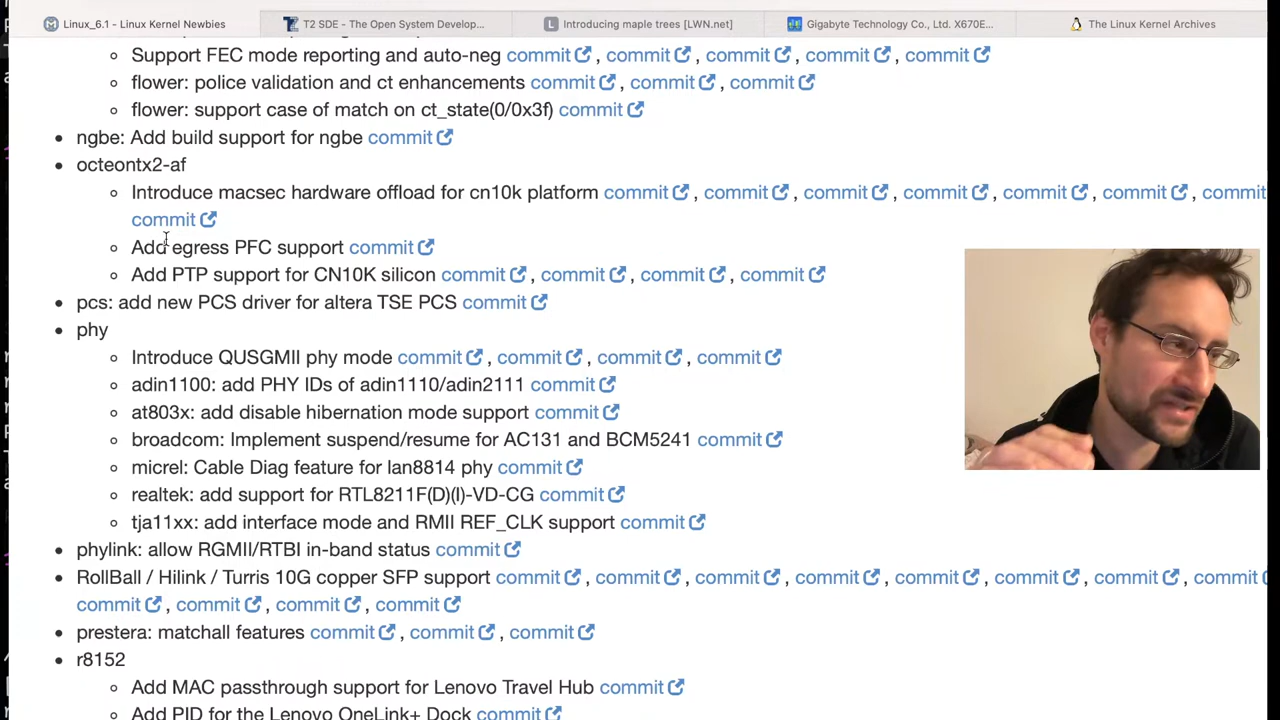 Linux_6.1 - Linux Kernel Newbies
T2 SDE - The Open System Develop...
L Introducing maple trees [LWN.net]
Gigabyte Technology Co., Ltd. X670E...
The Linux Kernel Archives
Support FEC mode reporting and auto-neg commit , commit , commit , commit , commit
flower: police validation and ct enhancements commit , commit , commit
flower: support case of match on ct_state(0/0x3f) commit
ngbe: Add build support for ngbe commit
octeontx2-af
Introduce macsec hardware offload for cn10k platform commit , commit , commit , commit , commit , commit , commit
commit
Add egress PFC support commit
Add PTP support for CN10K silicon commit , commit , commit , commit
pcs: add new PCS driver for altera TSE PCS commit
phy
Introduce QUSGMII phy mode commit , commit , commit , commit
adin1100: add PHY IDs of adin1110/adin2111 commit
at803x: add disable hibernation mode support commit
broadcom: Implement suspend/resume for AC131 and BCM5241 commit
micrel: Cable Diag feature for lan8814 phy commit
realtek: add support for RTL8211F(D)(I)-VD-CG commit
tja11xx: add interface mode and RMII REF_CLK support commit
phylink: allow RGMII/RTBI in-band status commit
RollBall / Hilink / Turris 10G copper SFP support commit , commit , commit , commit , commit , commit , commit , commit
commit , commit , commit , commit
prestera: matchall features commit , commit , commit
r8152
Add MAC passthrough support for Lenovo Travel Hub commit
Add PID for the Lenovo OneLink+ Dock commit